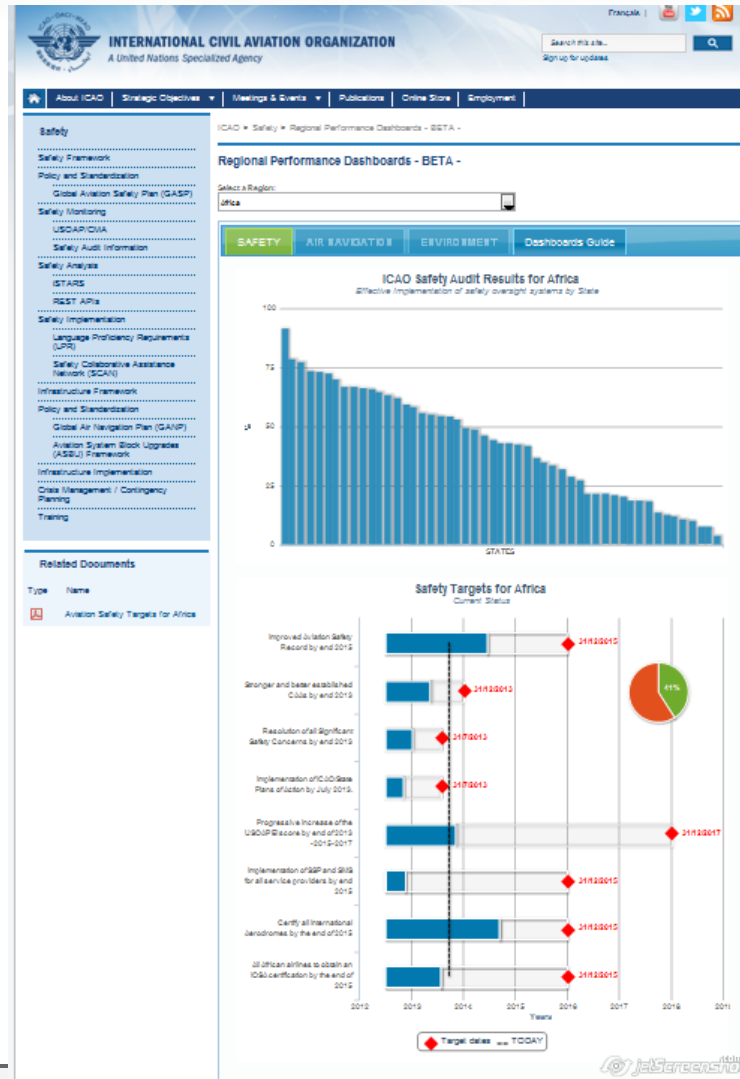 Français |
INTERNATIONAL CIVIL AVIATION ORGANIZATION
A United Nations Specialized Agency
Search this site...
Sign up for updates
About ICAO | Strategic Objectives | Meetings & Events | Publications | Online Store | Employment |
Safety
Safety Framework
Policy and Standardization
Global Aviation Safety Plan (GASP)
Safety Monitoring
USOAP/CMA
Safety Audit Information
Safety Analysis
iSTARS
REST APIs
Safety Implementation
Language Proficiency Requirements
(LPR)
Safety Collaborative Assistance
Network (SCAN)
Infrastructure Framework
Policy and Standardization
Global Air Navigation Plan (GANP)
Aviation System Block Upgrades
(ASBU) Framework
Infrastructure Implementation
Crisis Management / Contingency
Planning
Training
Related Documents
Type Name
Aviation Safety Targets for Africa
ICAO Safety Regional Performance Dashboards - BETA -
Regional Performance Dashboards - BETA -
Select a Region:
Africa
SAFETY AIR NAVIGATION ENVIRONMENT Dashboards Guide
ICAO Safety Audit Results for Africa
Effective Implementation of safety oversight systems by State
100
75
50
25
0
STATES
Safety Targets for Africa
Current Status
Improved Aviation Safety
Record by end 2015
31/12/2015
Stronger and better established
CAAs by end 2013
31/12/2013
41%
Resolution of all Significant
Safety Concerns by end 2013
31/7/2013
Implementation of ICAO State
Plans of Action by July 2013.
31/7/2013
Progressive Increase of the
USOAP EI score by end of 2013
-2015-2017
31/12/2017
Implementation of SSP and SMS
for all service providers by end
2015
31/12/2015
Certify all International
Aerodromes by the end of 2015
31/12/2015
All African airlines to obtain an
IOSA certification by the end of
2015
31/12/2015
2012 2013 2014 2015 2016 2017 2018
Years
Target dates TODAY